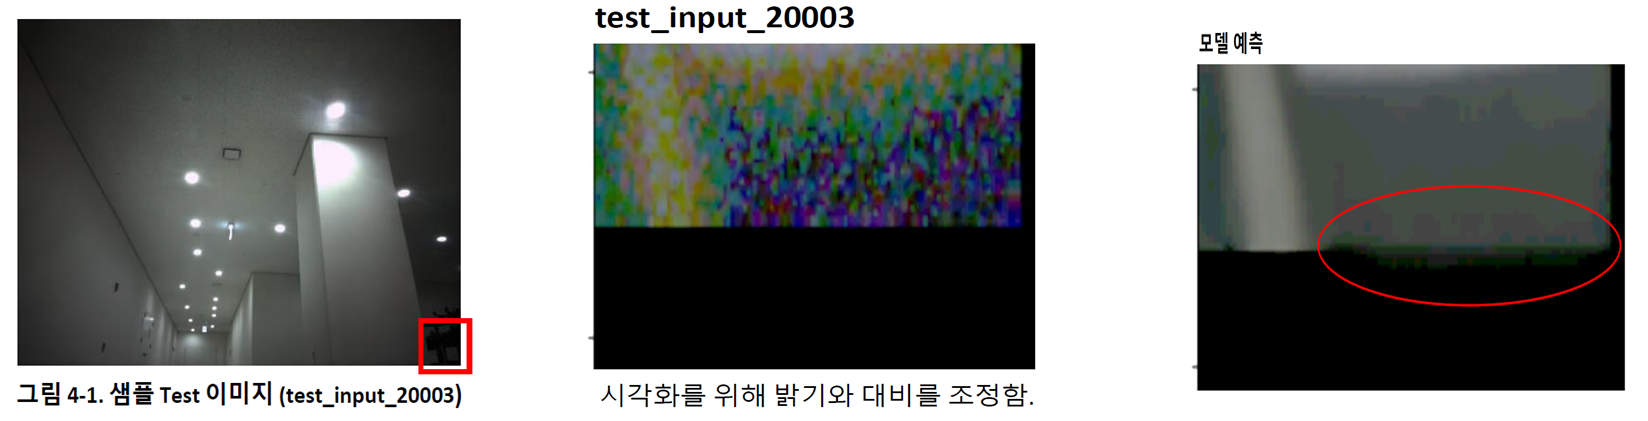 test_input_20003
모델 예측
그림 4-1. 샘플 Test 이미지 (test_input_20003)
시각화를 위해 밝기와 대비를 조정함.